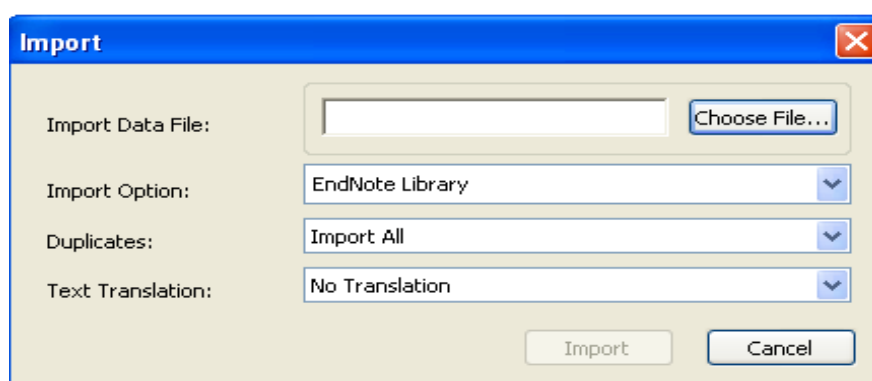 Import
Import Data File:
Choose File...
Import Option:
EndNote Library
Duplicates:
Import All
Text Translation:
No Translation
Import
Cancel